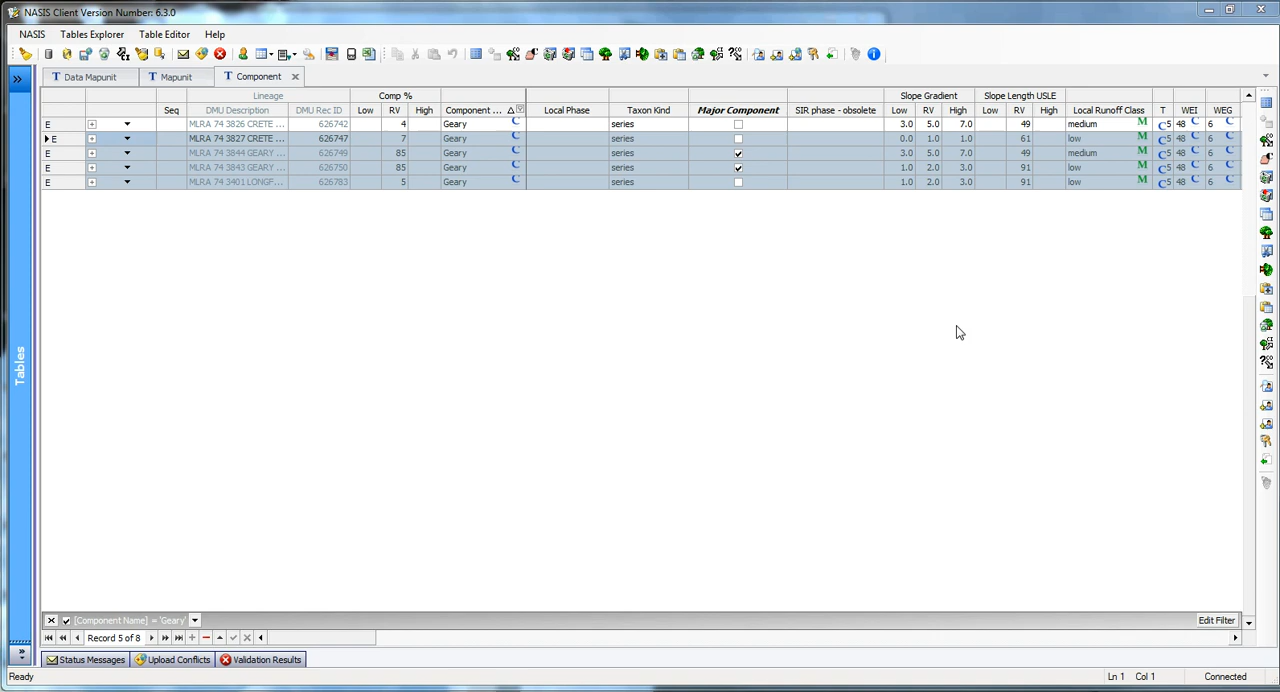 NASIS Client Version Number: 6.3.0
NASIS Tables Explorer Table Editor Help
T Data Mapunit T Mapunit T Component
Lineage Comp % Slope Gradient Slope Length USLE
Seq DMU Description DMU Rec ID Low RV High Component ... Local Phase Taxon Kind Major Component SIR phase - obsolete Low RV High Low RV High Local Runoff Class T WEI WEG
E MLRA 74 3826 CRETE ... 626742 4 Geary C series 3.0 5.0 7.0 49 medium M C 5 48 C 6 C
E MLRA 74 3827 CRETE ... 626747 7 Geary C series 0.0 1.0 1.0 61 low M C 5 48 C 6 C
E MLRA 74 3844 GEARY ... 626749 85 Geary C series 3.0 5.0 7.0 49 medium M C 5 48 C 6 C
E MLRA 74 3843 GEARY ... 626750 85 Geary C series 1.0 2.0 3.0 91 low M C 5 48 C 6 C
E MLRA 74 3401 LONGF... 626783 5 Geary C series 1.0 2.0 3.0 91 low M C 5 48 C 6 C
Tables
[Component Name] = 'Geary' Edit Filter
Record 5 of 8
Status Messages Upload Conflicts Validation Results
Ready Ln 1 Col 1 Connected